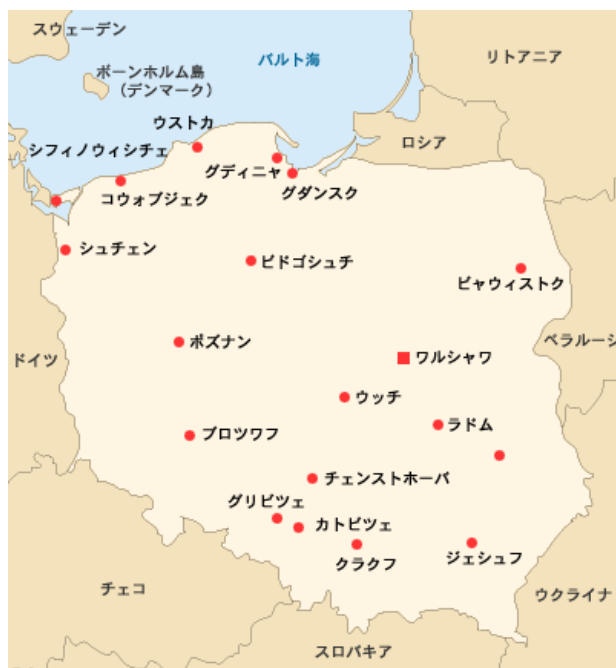 スウェーデン
バルト海
リトアニア
ボーンホルム島
（デンマーク）
ウストカ
ロシア
シフィノウィシチェ
グディニャ
コウォブジェク
グダンスク
シュチェン
ビドゴシュチ
ビャウィストク
ポズナン
ベラルーシ
ドイツ
ワルシャワ
ウッチ
ラドム
ブロツワフ
チェンストホーバ
グリビツェ
カトビツェ
クラクフ
ジェシュフ
チェコ
ウクライナ
スロバキア